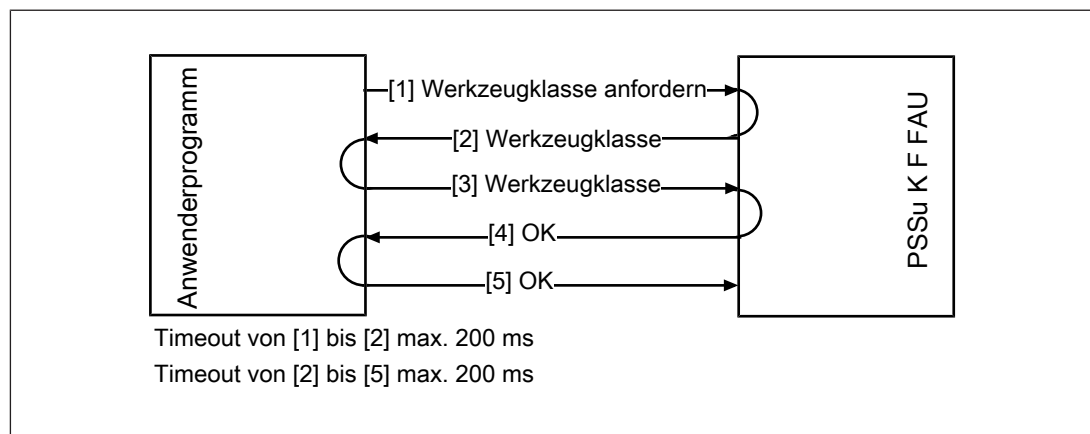 Anwenderprogramm
[1] Werkzeugklasse anfordern
[2] Werkzeugklasse
[3] Werkzeugklasse
[4] OK
[5] OK
PSSu K F FAU
Timeout von [1] bis [2] max. 200 ms
Timeout von [2] bis [5] max. 200 ms